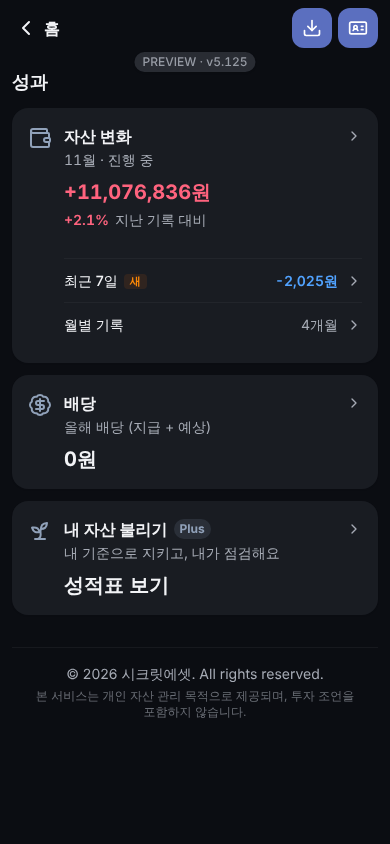 홈
PREVIEW · v5.125
성과
자산 변화
11월 · 진행 중
+11,076,836원
+2.1% 지난 기록 대비
최근 7일 새 -2,025원
월별 기록 4개월
배당
올해 배당 (지급 + 예상)
0원
내 자산 불리기 Plus
내 기준으로 지키고, 내가 점검해요
성적표 보기
© 2026 시크릿에셋. All rights reserved.
본 서비스는 개인 자산 관리 목적으로 제공되며, 투자 조언을
포함하지 않습니다.